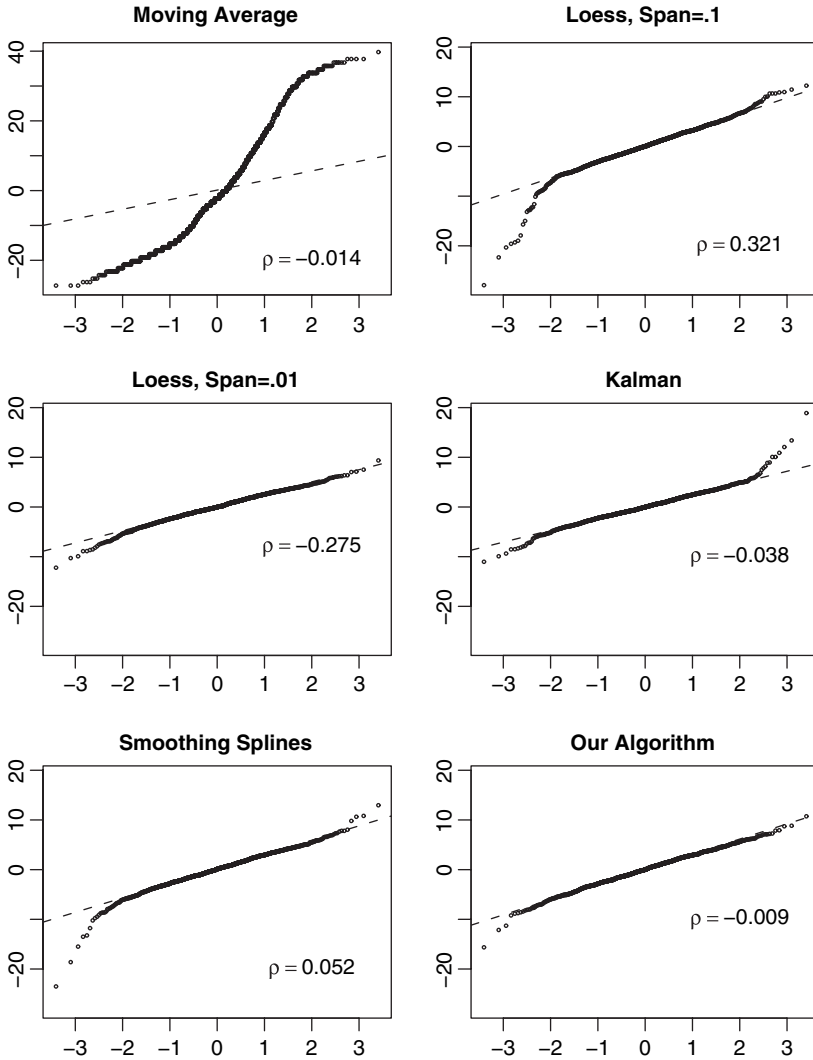 Moving Average
40
20
0
−20
ρ = −0.014
−3 −2 −1 0 1 2 3
Loess, Span=.1
20
10
0
−20
ρ = 0.321
−3 −2 −1 0 1 2 3
Loess, Span=.01
20
10
0
−20
ρ = −0.275
−3 −2 −1 0 1 2 3
Kalman
20
10
0
−20
ρ = −0.038
−3 −2 −1 0 1 2 3
Smoothing Splines
20
10
0
−20
ρ = 0.052
−3 −2 −1 0 1 2 3
Our Algorithm
20
10
0
−20
ρ = −0.009
−3 −2 −1 0 1 2 3